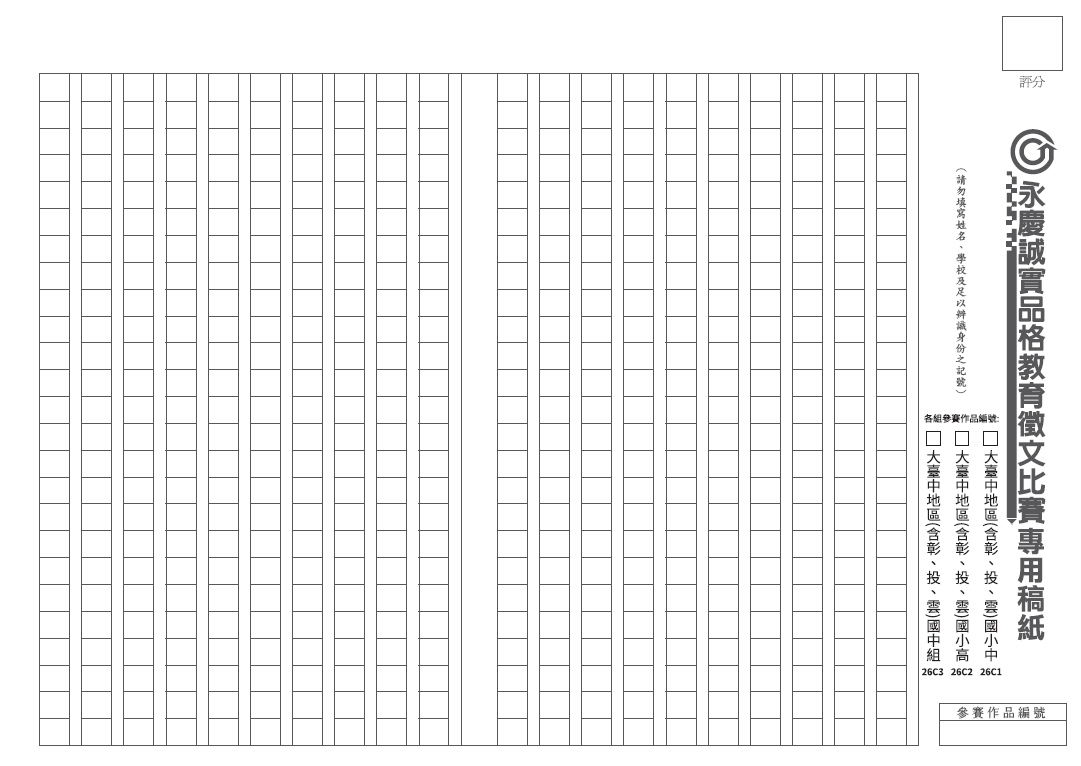 評分
永慶誠實品格教育徵文比賽專用稿紙
（請勿填寫姓名、學校及足以辨識身份之記號）
各組參賽作品編號:
大臺中地區(含彰、投、雲)國小中 26C1
大臺中地區(含彰、投、雲)國小高 26C2
大臺中地區(含彰、投、雲)國中組 26C3
參賽作品編號